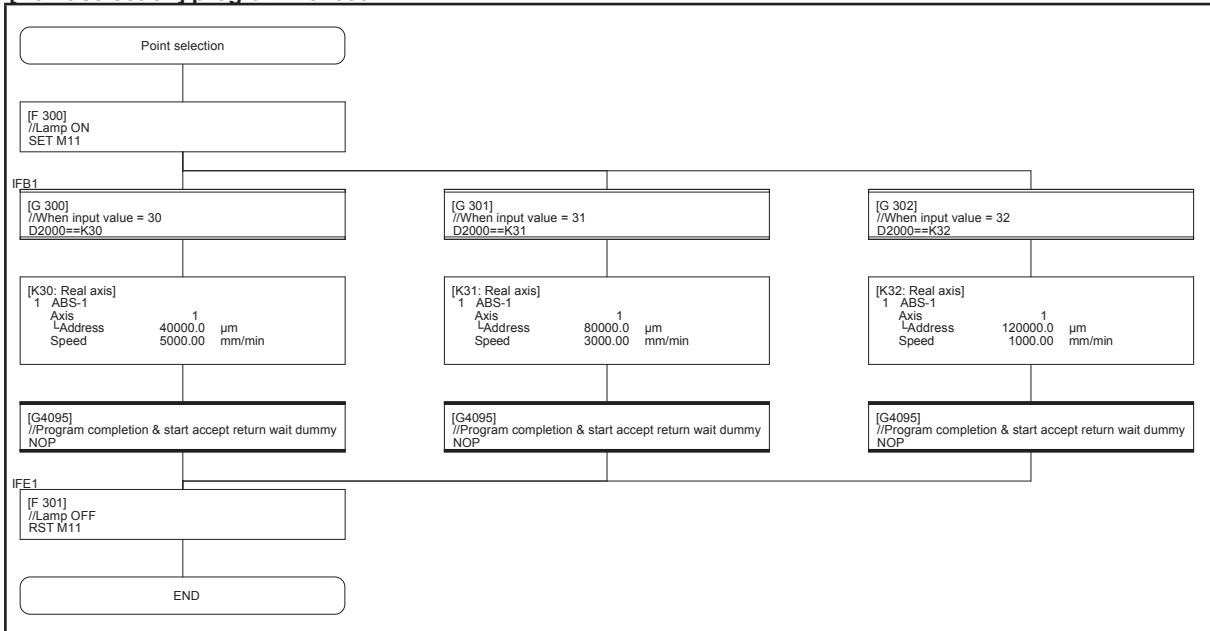 Point selection
[F 300]
//Lamp ON
SET M11
IFB1
[G 300]
//When input value = 30
D2000==K30
[G 301]
//When input value = 31
D2000==K31
[G 302]
//When input value = 32
D2000==K32
[K30: Real axis]
1 ABS-1
Axis 1
└Address 40000.0 µm
Speed 5000.00 mm/min
[K31: Real axis]
1 ABS-1
Axis 1
└Address 80000.0 µm
Speed 3000.00 mm/min
[K32: Real axis]
1 ABS-1
Axis 1
└Address 120000.0 µm
Speed 1000.00 mm/min
[G4095]
//Program completion & start accept return wait dummy
NOP
[G4095]
//Program completion & start accept return wait dummy
NOP
[G4095]
//Program completion & start accept return wait dummy
NOP
IFE1
[F 301]
//Lamp OFF
RST M11
END